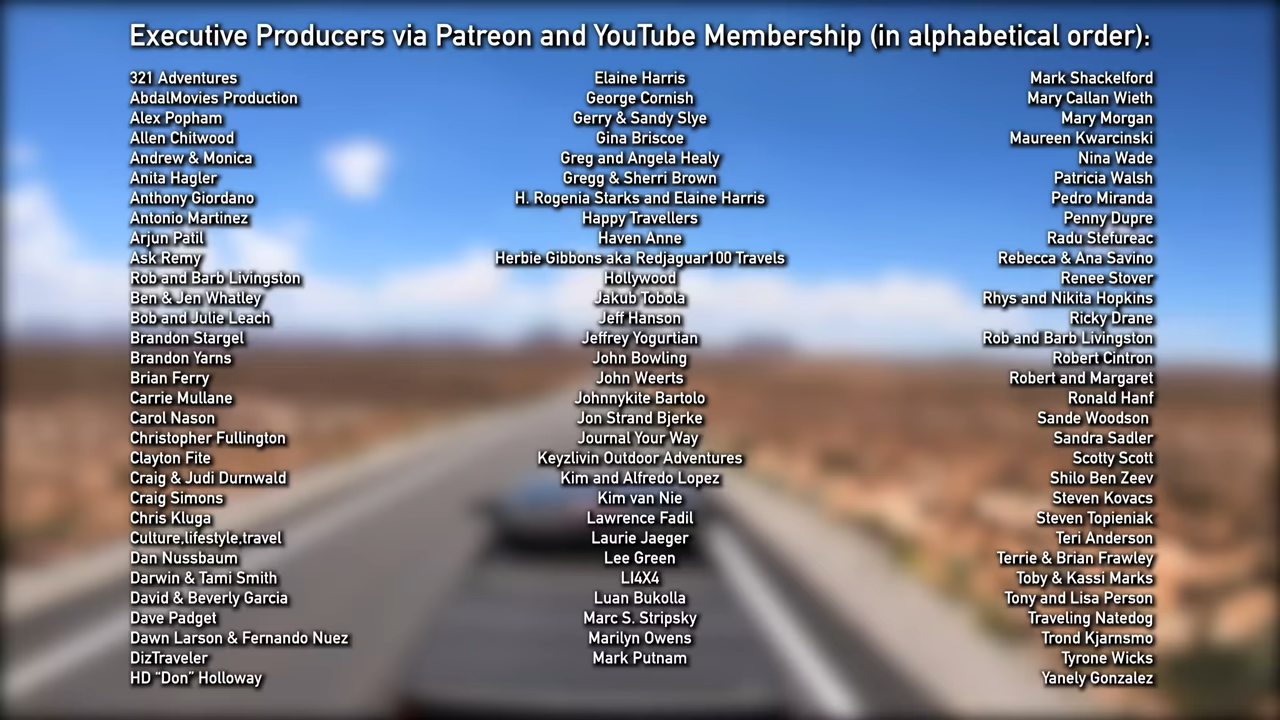 Executive Producers via Patreon and YouTube Membership (in alphabetical order):
321 Adventures
AbdalMovies Production
Alex Popham
Allen Chitwood
Andrew & Monica
Anita Hagler
Anthony Giordano
Antonio Martinez
Arjun Patil
Ask Remy
Rob and Barb Livingston
Ben & Jen Whatley
Bob and Julie Leach
Brandon Stargel
Brandon Yarns
Brian Ferry
Carrie Mullane
Carol Nason
Christopher Fullington
Clayton Fite
Craig & Judi Durnwald
Craig Simons
Chris Kluga
Culture,lifestyle,travel
Dan Nussbaum
Darwin & Tami Smith
David & Beverly Garcia
Dave Padget
Dawn Larson & Fernando Nuez
DizTraveler
HD “Don” Holloway
Elaine Harris
George Cornish
Gerry & Sandy Slye
Gina Briscoe
Greg and Angela Healy
Gregg & Sherri Brown
H. Rogenia Starks and Elaine Harris
Happy Travellers
Haven Anne
Herbie Gibbons aka Redjaguar100 Travels
Hollywood
Jakub Tobola
Jeff Hanson
Jeffrey Yogurtian
John Bowling
John Weerts
Johnnykite Bartolo
Jon Strand Bjerke
Journal Your Way
Keyzlivin Outdoor Adventures
Kim and Alfredo Lopez
Kim van Nie
Lawrence Fadil
Laurie Jaeger
Lee Green
LI4X4
Luan Bukolla
Marc S. Stripsky
Marilyn Owens
Mark Putnam
Mark Shackelford
Mary Callan Wieth
Mary Morgan
Maureen Kwarcinski
Nina Wade
Patricia Walsh
Pedro Miranda
Penny Dupre
Radu Stefureac
Rebecca & Ana Savino
Renee Stover
Rhys and Nikita Hopkins
Ricky Drane
Rob and Barb Livingston
Robert Cintron
Robert and Margaret
Ronald Hanf
Sande Woodson
Sandra Sadler
Scotty Scott
Shilo Ben Zeev
Steven Kovacs
Steven Topieniak
Teri Anderson
Terrie & Brian Frawley
Toby & Kassi Marks
Tony and Lisa Person
Traveling Natedog
Trond Kjarnsmo
Tyrone Wicks
Yanely Gonzalez